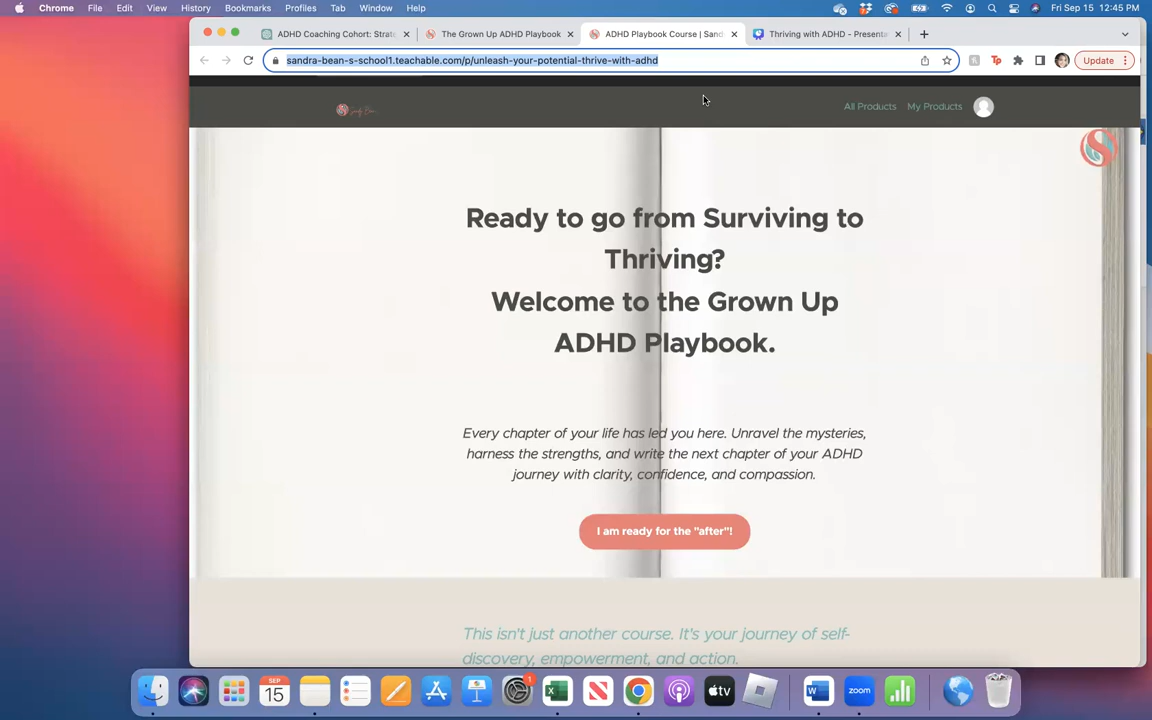 Chrome File Edit View History Bookmarks Profiles Tab Window Help
Fri Sep 15 12:45 PM
ADHD Coaching Cohort: Strate
The Grown Up ADHD Playbook
ADHD Playbook Course | Sand
Thriving with ADHD - Presenta
sandra-bean-s-school1.teachable.com/p/unleash-your-potential-thrive-with-adhd
Tp
Update
All Products My Products
Ready to go from Surviving to
Thriving?
Welcome to the Grown Up
ADHD Playbook.
Every chapter of your life has led you here. Unravel the mysteries,
harness the strengths, and write the next chapter of your ADHD
journey with clarity, confidence, and compassion.
I am ready for the "after"!
This isn't just another course. It's your journey of self-
discovery, empowerment, and action.
SEP
15
1
tv
zoom